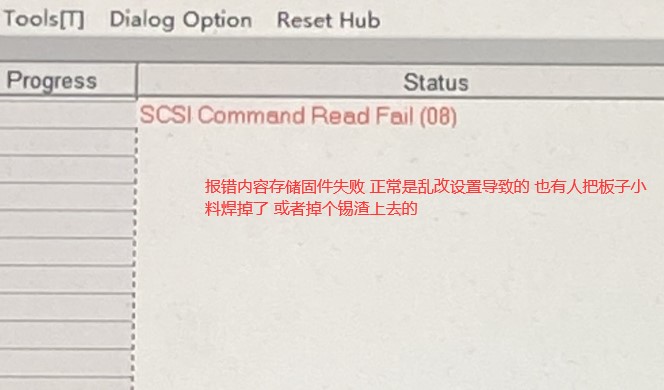 Tools[T] Dialog Option Reset Hub
Progress Status
SCSI Command Read Fail (08)
报错内容存储固件失败 正常是乱改设置导致的 也有人把板子小
料焊掉了 或者掉个锡渣上去的